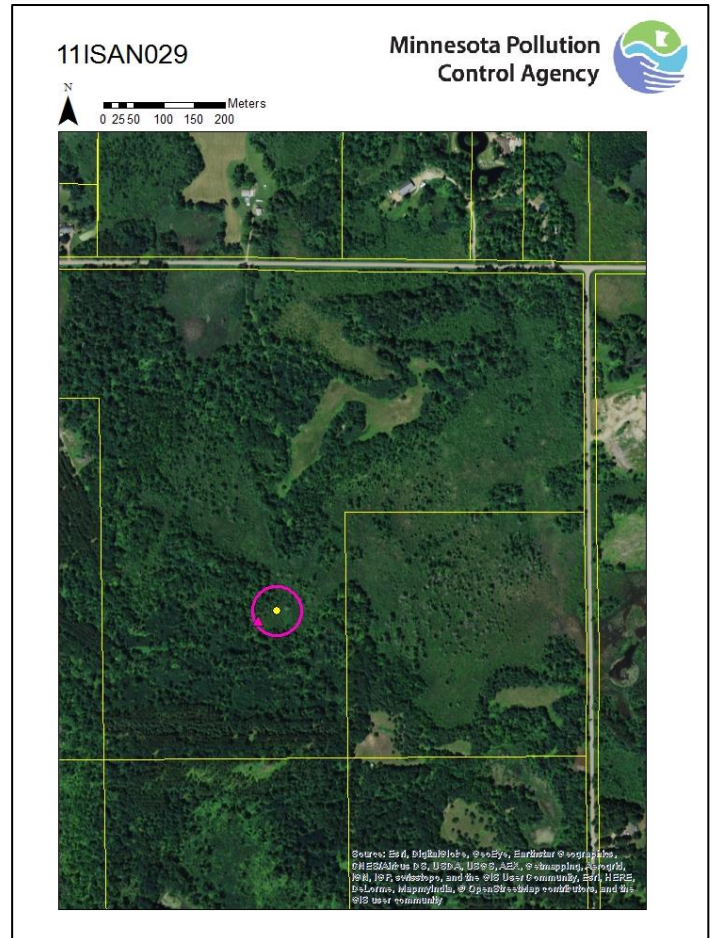 11ISAN029
Minnesota Pollution
Control Agency
N
Meters
0 25 50 100 150 200
Source: Esri, DigitalGlobe, GeoEye, Earthstar Geographics,
CNES/Airbus DS, USDA, USGS, AEX, Getmapping, Aerogrid,
IGN, IGP, swisstopo, and the GIS User Community, Esri, HERE,
DeLorme, MapmyIndia, © OpenStreetMap contributors, and the
GIS user community